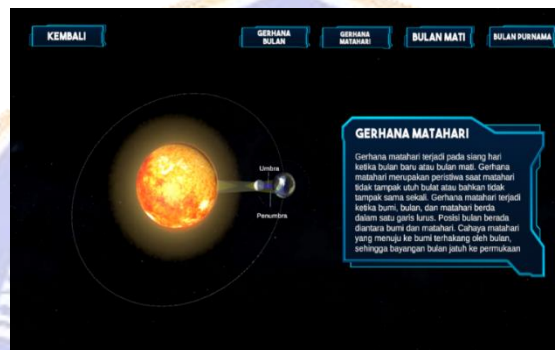 KEMBALI
GERHANA
BULAN
GERHANA
MATAHARI
BULAN MATI
BULAN PURNAMA
Umbra
Penumbra
GERHANA MATAHARI
Gerhana matahari terjadi pada siang hari
ketika bulan baru atau bulan mati. Gerhana
matahari merupakan peristiwa saat matahari
tidak tampak utuh bulat atau bahkan tidak
tampak sama sekali. Gerhana matahari terjadi
ketika bumi, bulan, dan matahari berda
dalam satu garis lurus. Posisi bulan berada
diantara bumi dan matahari. Cahaya matahari
yang menuju ke bumi terhakang oleh bulan,
sehingga bayangan bulan jatuh ke permukaan